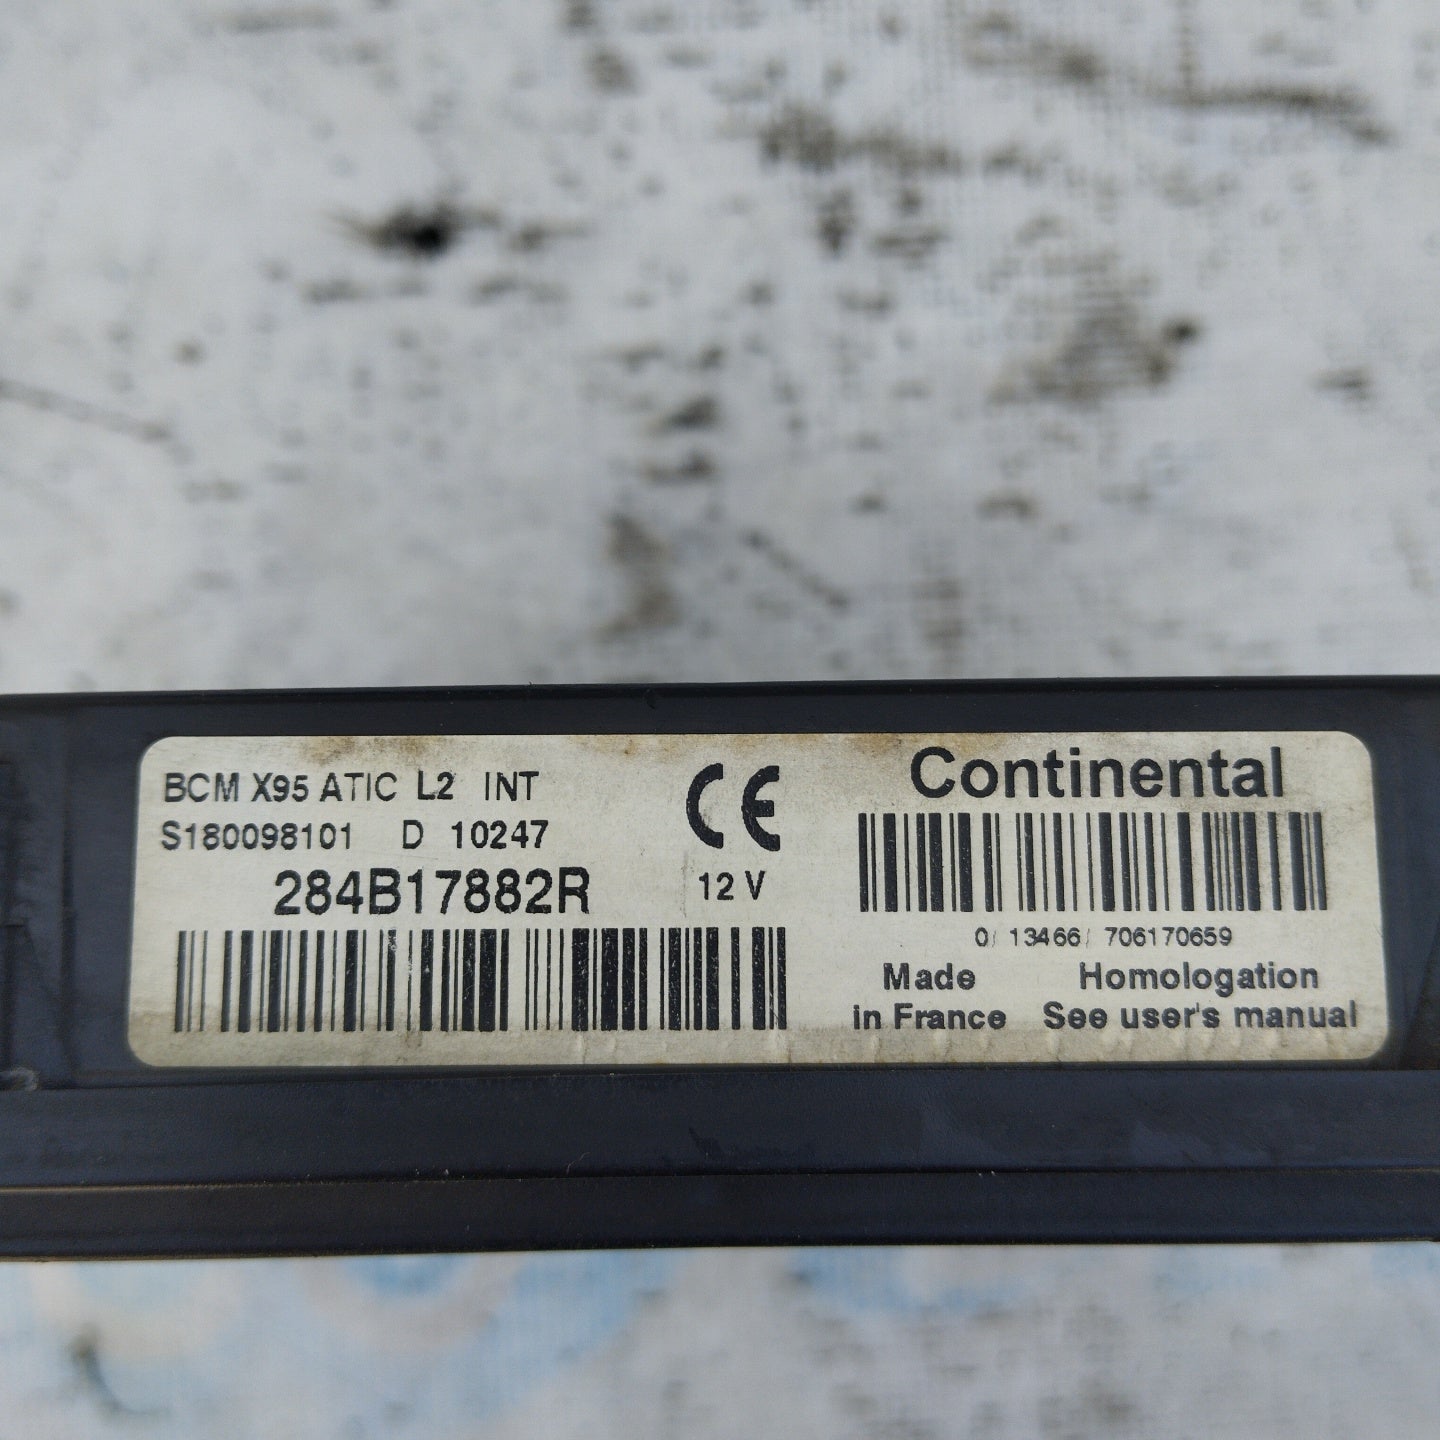 BCM X95 ATIC L2 INT
S180098101 D 10247
284B17882R
CE
12 V
Continental
0/ 13466/ 706170659
Made
in France
Homologation
See user's manual